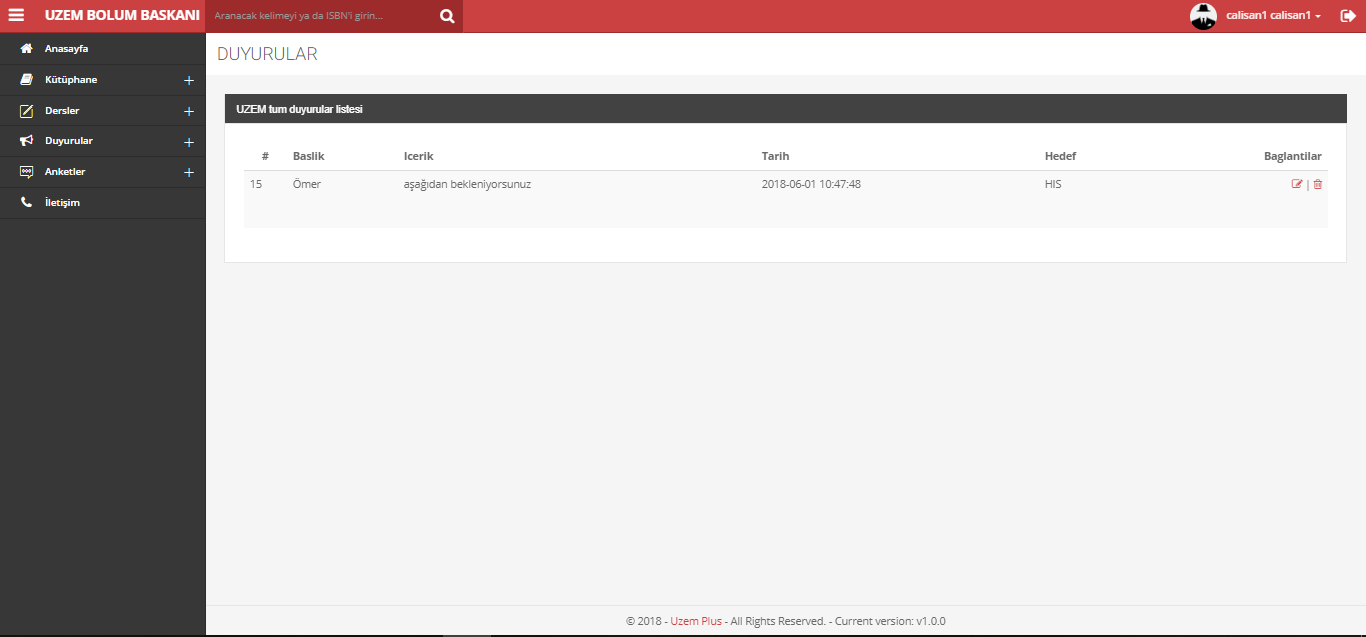 UZEM BOLUM BASKANI
Aranacak kelimeyi ya da ISBN'i girin...
calisan1 calisan1
Anasayfa
Kütüphane
Dersler
Duyurular
Anketler
İletişim
DUYURULAR
UZEM tum duyurular listesi
# Baslik Icerik Tarih Hedef Baglantilar
15 Ömer aşağıdan bekleniyorsunuz 2018-06-01 10:47:48 HIS |
© 2018 - Uzem Plus - All Rights Reserved. - Current version: v1.0.0